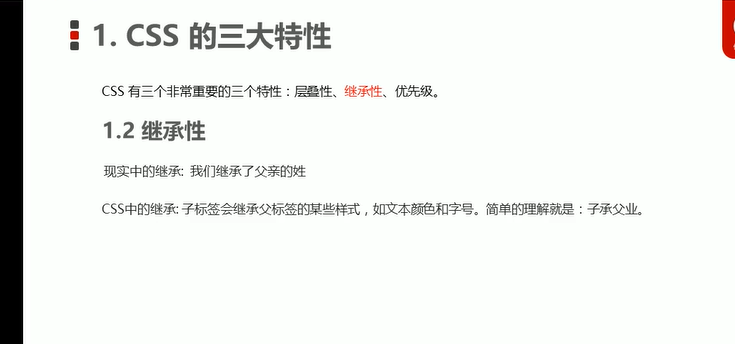 1. CSS 的三大特性
CSS 有三个非常重要的三个特性：层叠性、继承性、优先级。
1.2 继承性
现实中的继承: 我们继承了父亲的姓
CSS中的继承: 子标签会继承父标签的某些样式，如文本颜色和字号。简单的理解就是：子承父业。